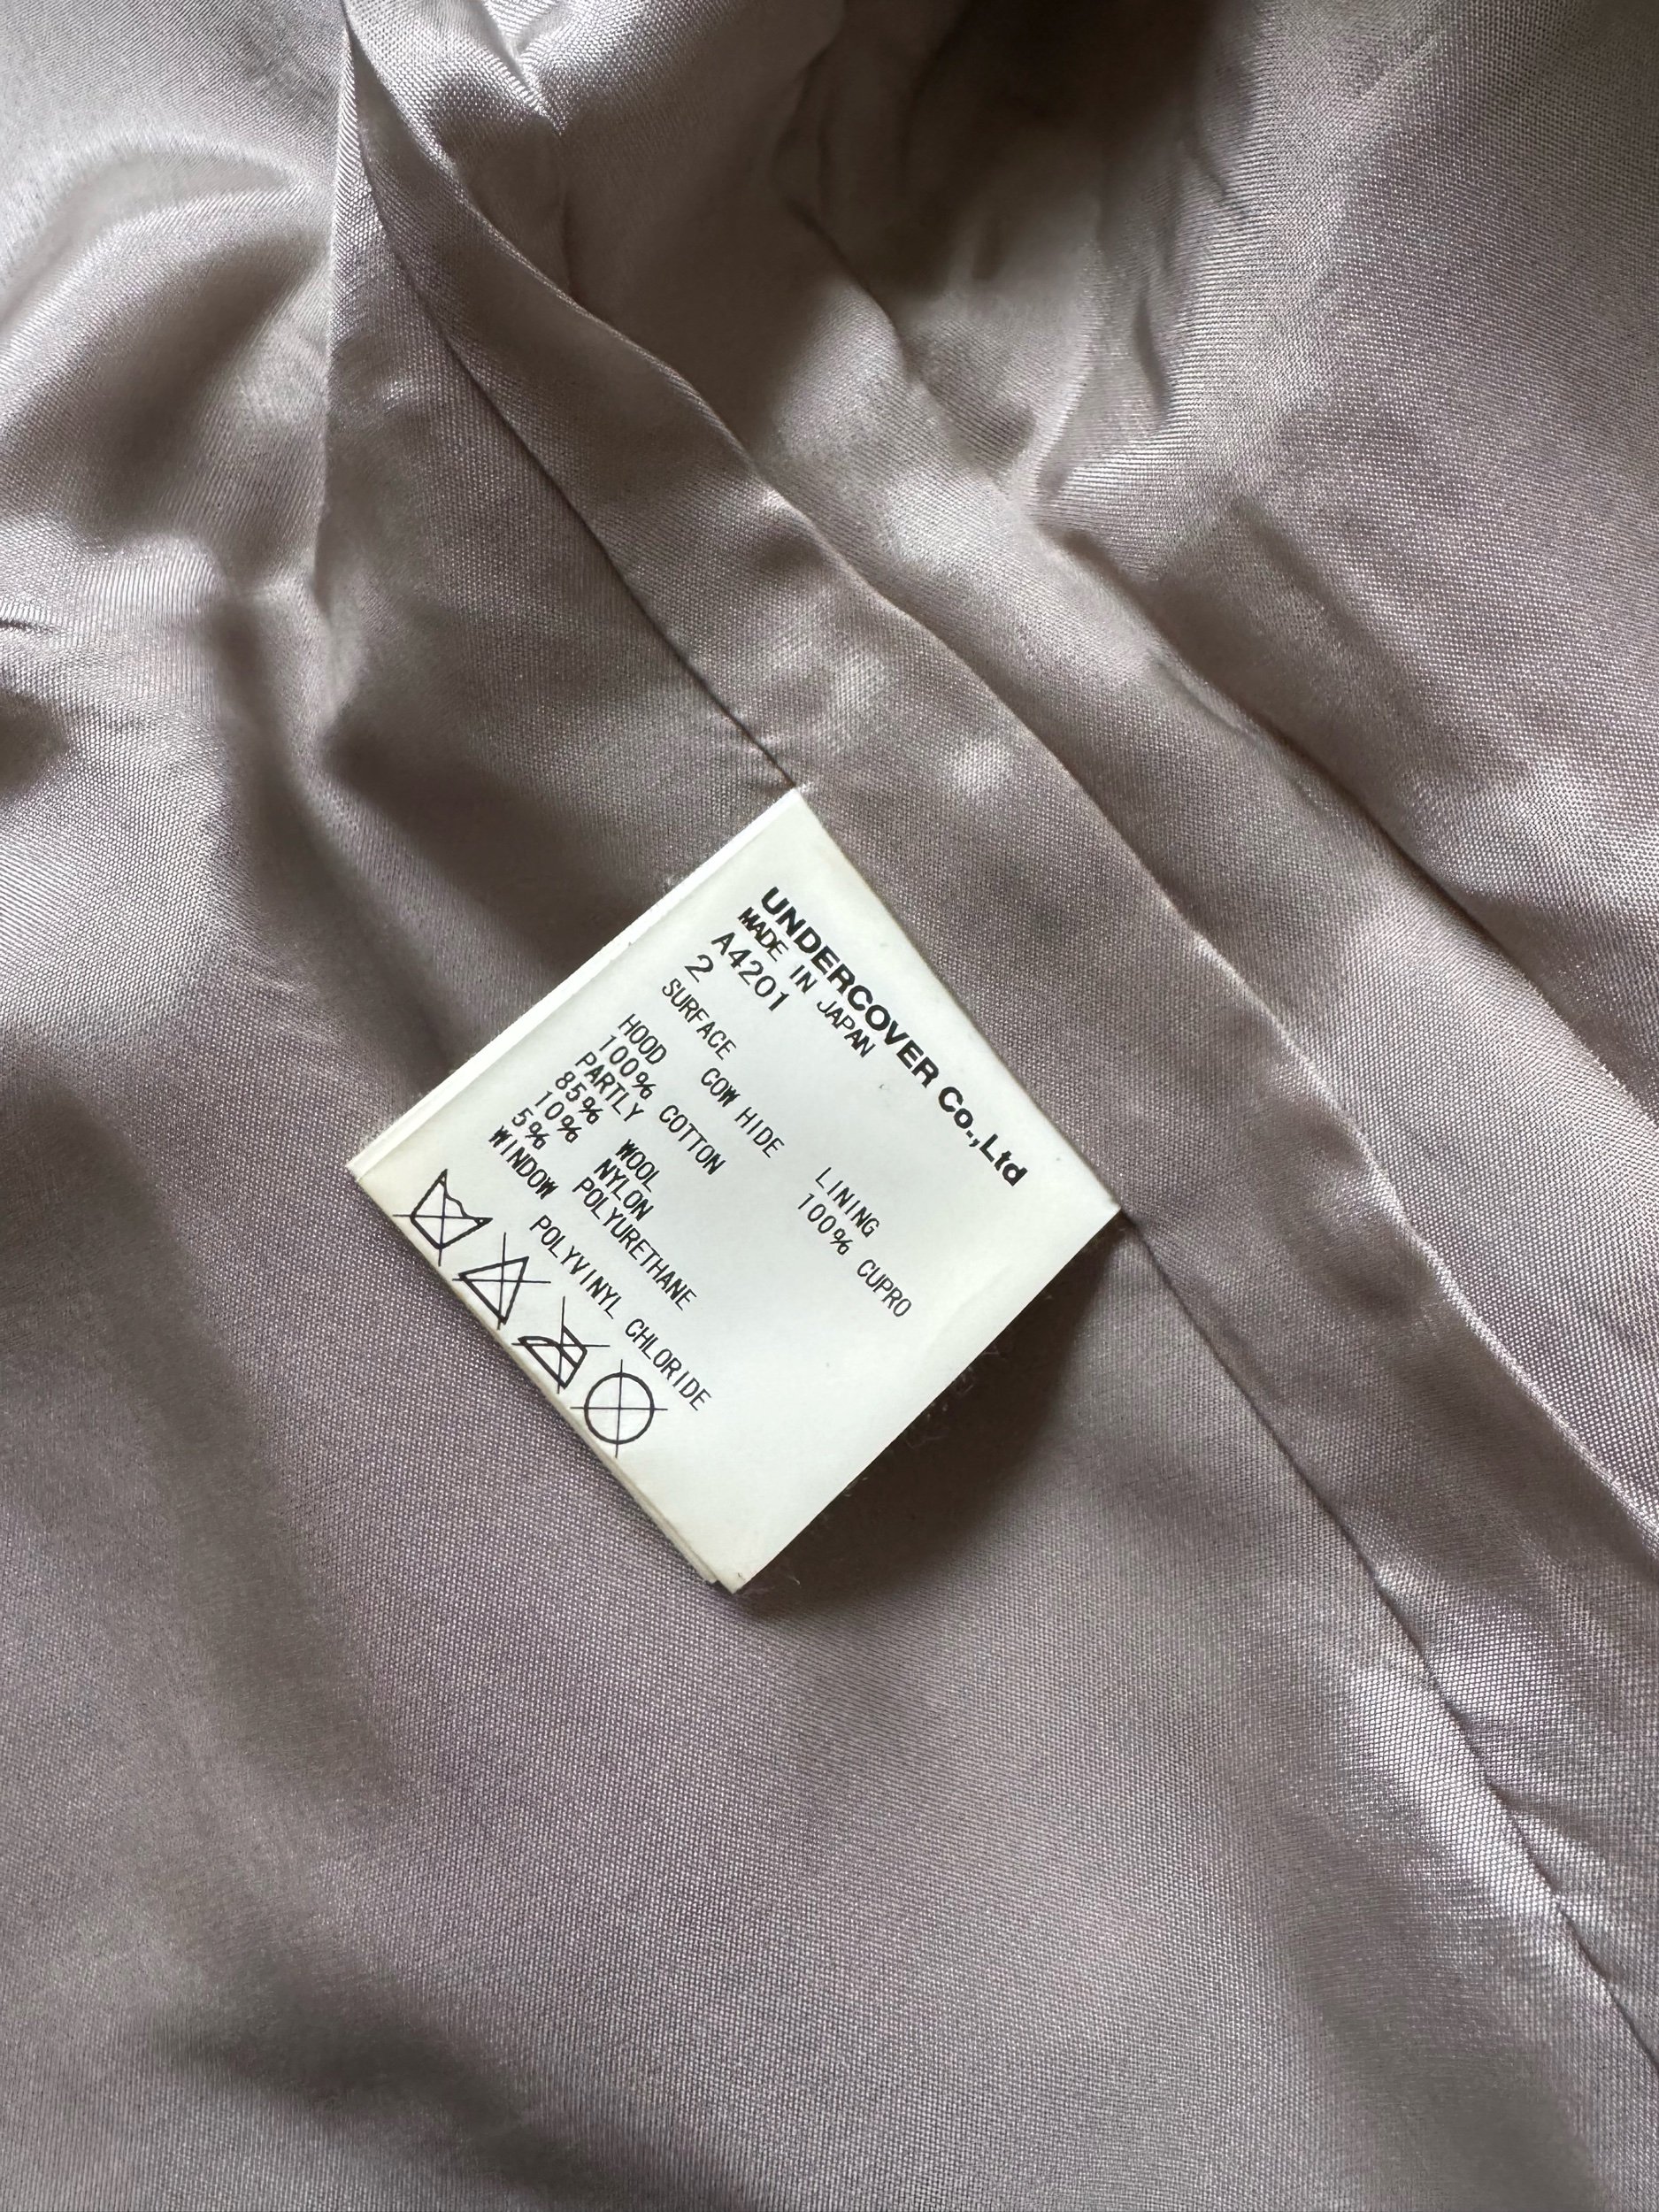 UNDERCOVER Co.,Ltd
MADE IN JAPAN
A4201
2
SURFACE
COW HIDE
HOOD
100% COTTON
PARTLY
85% WOOL
10% NYLON
5% POLYURETHANE
WINDOW
POLYVINYL CHLORIDE
LINING
100% CUPRO